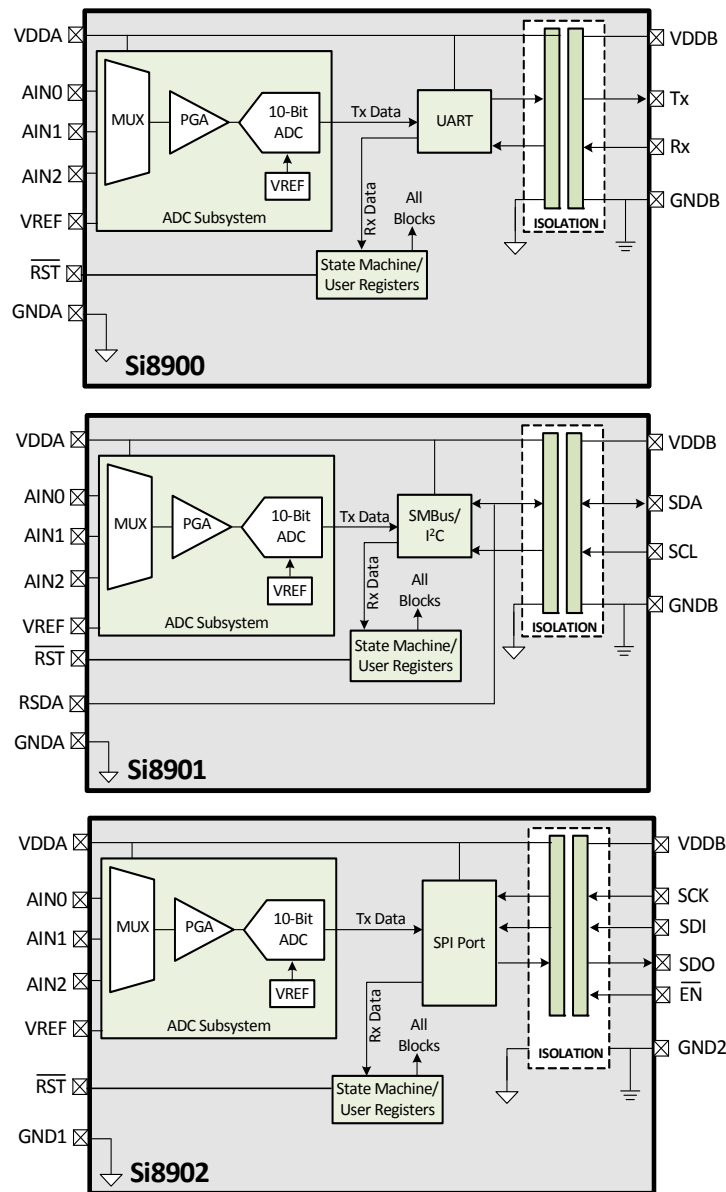 VDDA
VDDB
AIN0
MUX
PGA
10-Bit
ADC
Tx Data
UART
Tx
AIN1
Rx
AIN2
VREF
Rx Data
All
Blocks
GNDB
VREF
ADC Subsystem
ISOLATION
RST
State Machine/
User Registers
GNDA
Si8900
VDDA
VDDB
AIN0
MUX
PGA
10-Bit
ADC
Tx Data
SMBus/
I²C
SDA
AIN1
SCL
AIN2
VREF
Rx Data
All
Blocks
GNDB
VREF
ADC Subsystem
ISOLATION
RST
State Machine/
User Registers
RSDA
GNDA
Si8901
VDDA
VDDB
AIN0
MUX
PGA
10-Bit
ADC
Tx Data
SPI Port
SCK
AIN1
SDI
SDO
AIN2
VREF
EN
VREF
ADC Subsystem
Rx Data
All
Blocks
GND2
ISOLATION
RST
State Machine/
User Registers
GND1
Si8902